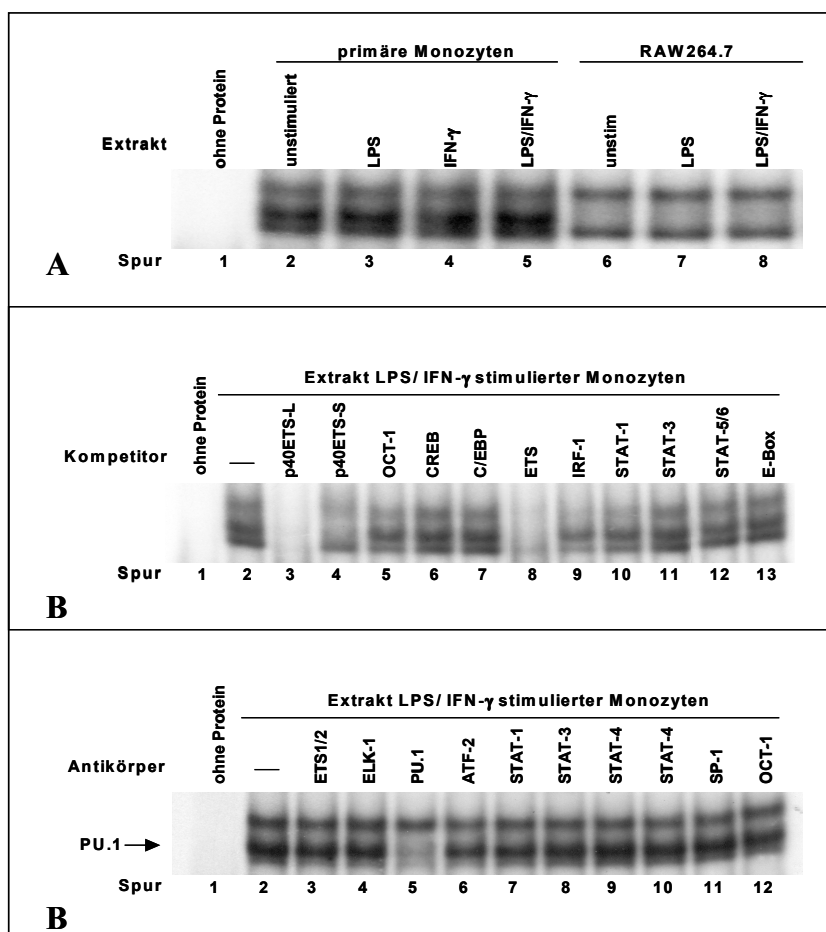 primäre Monozyten RAW264.7
Extrakt ohne Protein unstimuliert LPS IFN-γ LPS/IFN-γ unstim LPS LPS/IFN-γ
A Spur 1 2 3 4 5 6 7 8
Extrakt LPS/ IFN-γ stimulierter Monozyten
Kompetitor ohne Protein — p40ETS-L p40ETS-S OCT-1 CREB C/EBP ETS IRF-1 STAT-1 STAT-3 STAT-5/6 E-Box
Spur 1 2 3 4 5 6 7 8 9 10 11 12 13
B
Extrakt LPS/ IFN-γ stimulierter Monozyten
Antikörper ohne Protein — ETS1/2 ELK-1 PU.1 ATF-2 STAT-1 STAT-3 STAT-4 STAT-4 SP-1 OCT-1
PU.1
Spur 1 2 3 4 5 6 7 8 9 10 11 12
B